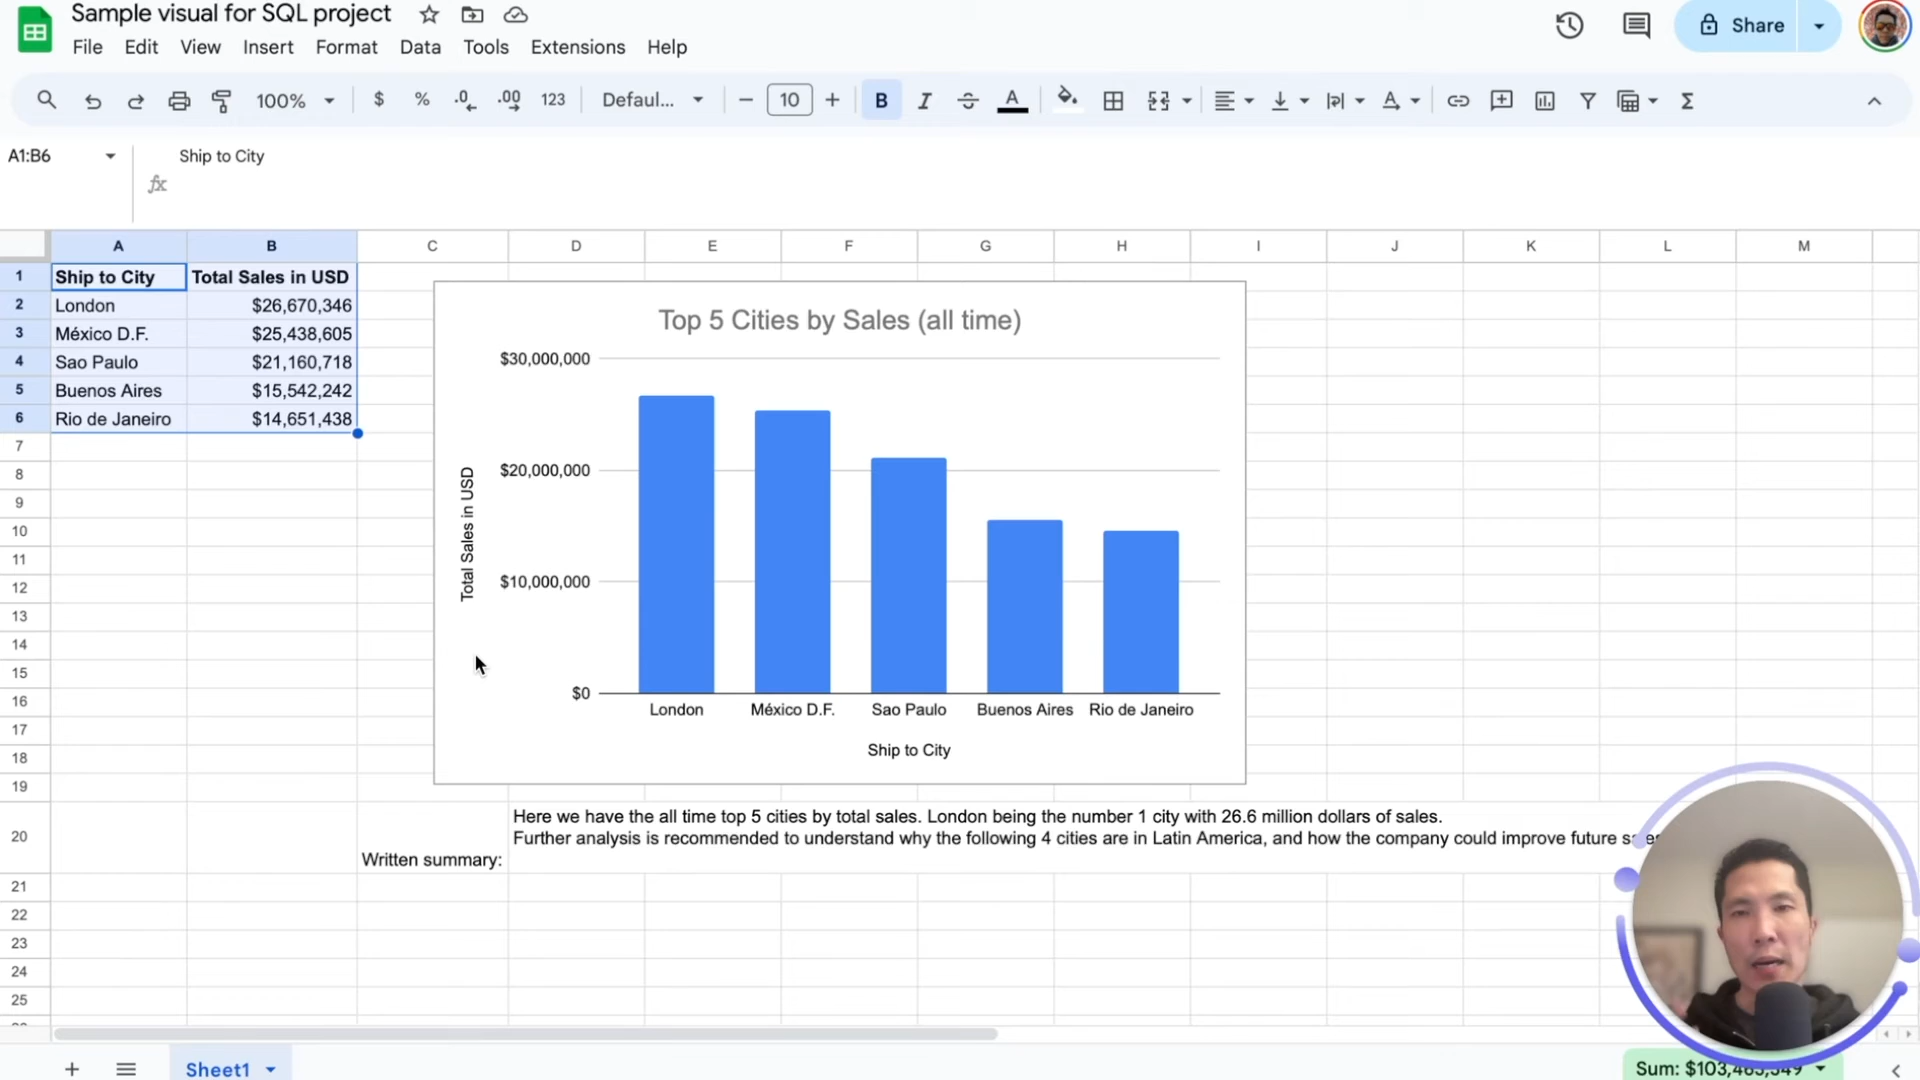 Sample visual for SQL project
File Edit View Insert Format Data Tools Extensions Help
Share
100% $ % .0 .00 123 Defaul... 10 B I A A Σ
A1:B6
fx Ship to City
A B C D E F G H I J K L M
1 Ship to City Total Sales in USD
2 London $26,670,346
3 México D.F. $25,438,605
4 Sao Paulo $21,160,718
5 Buenos Aires $15,542,242
6 Rio de Janeiro $14,651,438
7
8
9
10
11
12
13
14
15
16
17
18
19
20
21
22
23
24
25
Top 5 Cities by Sales (all time)
Total Sales in USD
$30,000,000
$20,000,000
$10,000,000
$0
London México D.F. Sao Paulo Buenos Aires Rio de Janeiro
Ship to City
Written summary:
Here we have the all time top 5 cities by total sales. London being the number 1 city with 26.6 million dollars of sales.
Further analysis is recommended to understand why the following 4 cities are in Latin America, and how the company could improve future
Sheet1
Sum: